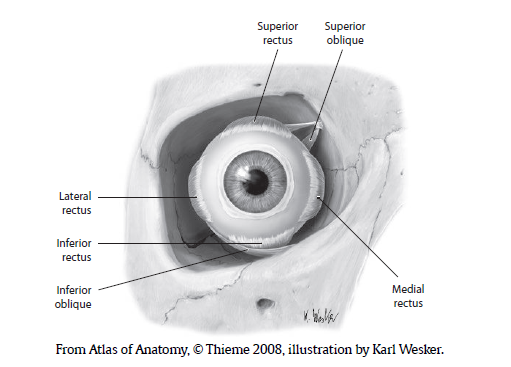 Superior
rectus
Superior
oblique
Lateral
rectus
Inferior
rectus
Inferior
oblique
Medial
rectus
From Atlas of Anatomy, © Thieme 2008, illustration by Karl Wesker.